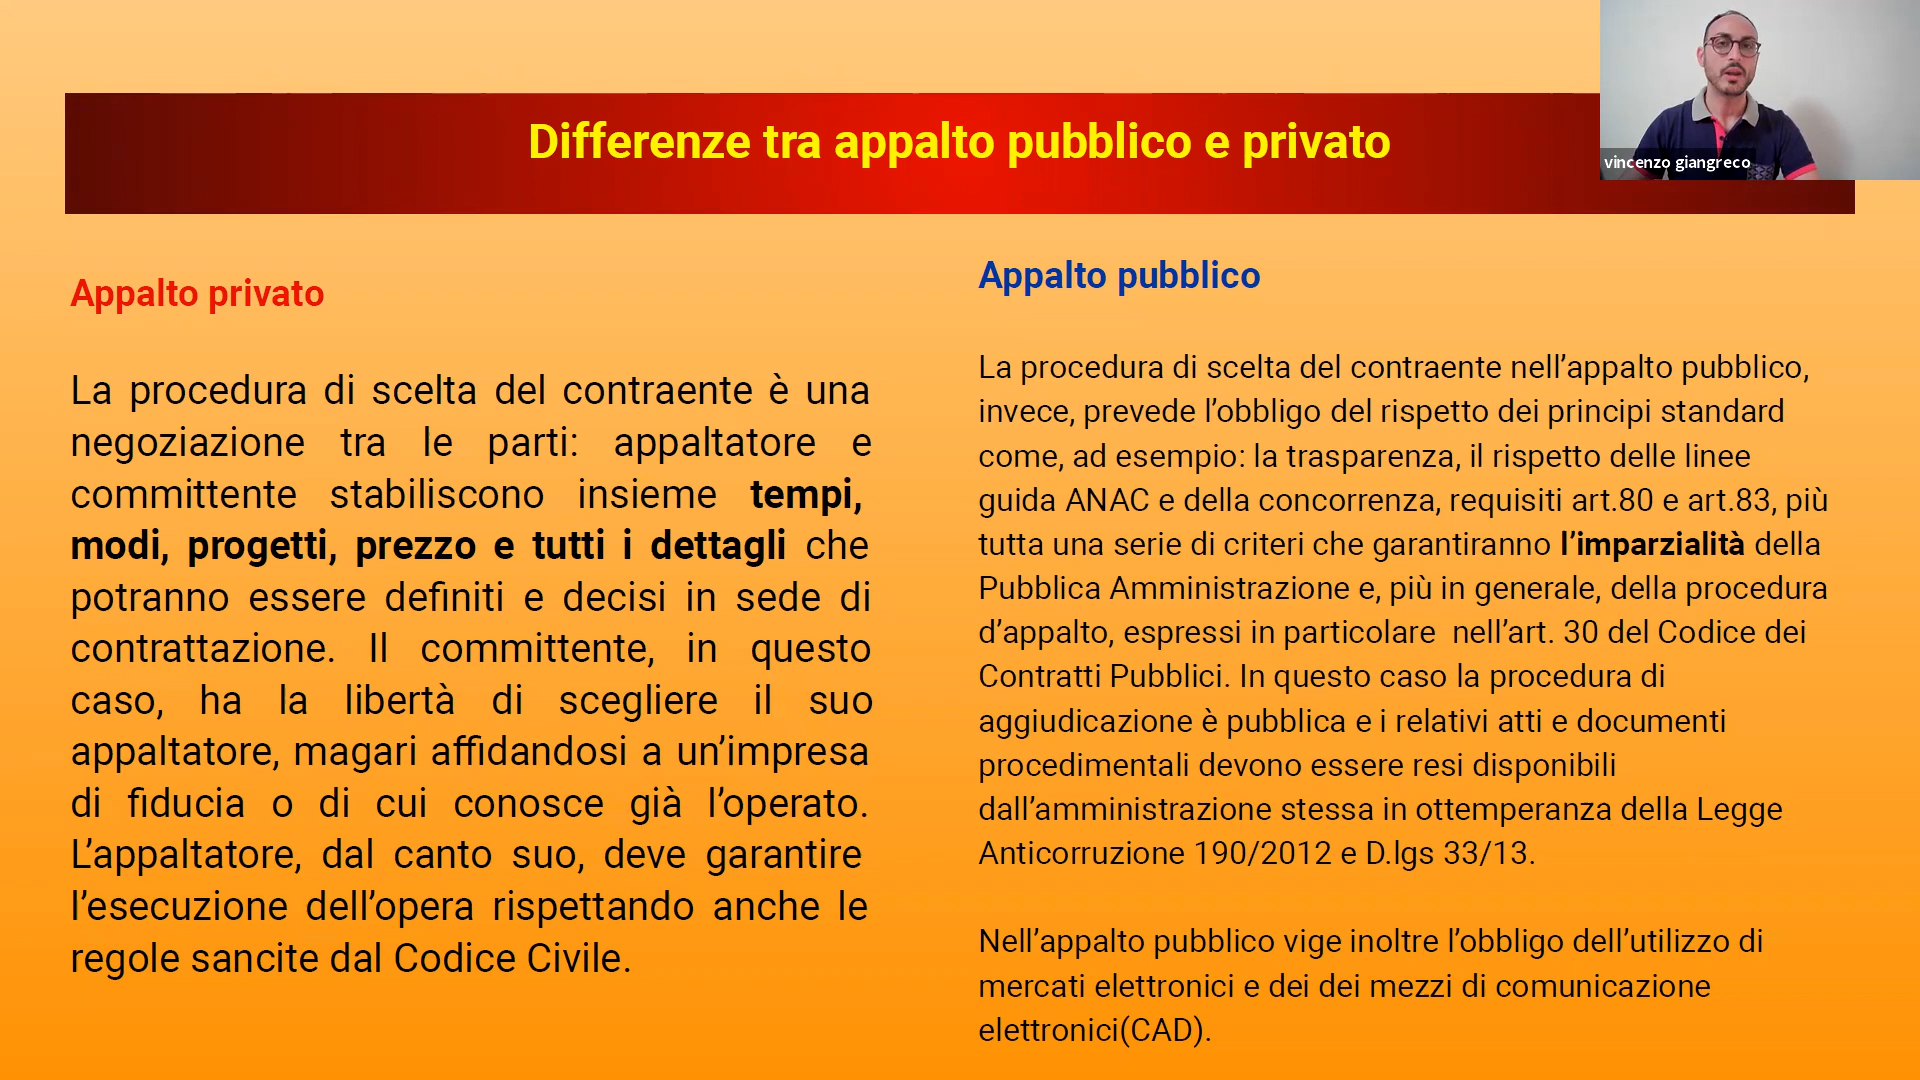 Differenze tra appalto pubblico e privato
vincenzo giangreco
Appalto privato
La procedura di scelta del contraente è una
negoziazione tra le parti: appaltatore e
committente stabiliscono insieme tempi,
modi, progetti, prezzo e tutti i dettagli che
potranno essere definiti e decisi in sede di
contrattazione. Il committente, in questo
caso, ha la libertà di scegliere il suo
appaltatore, magari affidandosi a un’impresa
di fiducia o di cui conosce già l’operato.
L’appaltatore, dal canto suo, deve garantire
l’esecuzione dell’opera rispettando anche le
regole sancite dal Codice Civile.
Appalto pubblico
La procedura di scelta del contraente nell’appalto pubblico,
invece, prevede l’obbligo del rispetto dei principi standard
come, ad esempio: la trasparenza, il rispetto delle linee
guida ANAC e della concorrenza, requisiti art.80 e art.83, più
tutta una serie di criteri che garantiranno l’imparzialità della
Pubblica Amministrazione e, più in generale, della procedura
d’appalto, espressi in particolare nell’art. 30 del Codice dei
Contratti Pubblici. In questo caso la procedura di
aggiudicazione è pubblica e i relativi atti e documenti
procedimentali devono essere resi disponibili
dall’amministrazione stessa in ottemperanza della Legge
Anticorruzione 190/2012 e D.lgs 33/13.
Nell’appalto pubblico vige inoltre l’obbligo dell’utilizzo di
mercati elettronici e dei dei mezzi di comunicazione
elettronici(CAD).